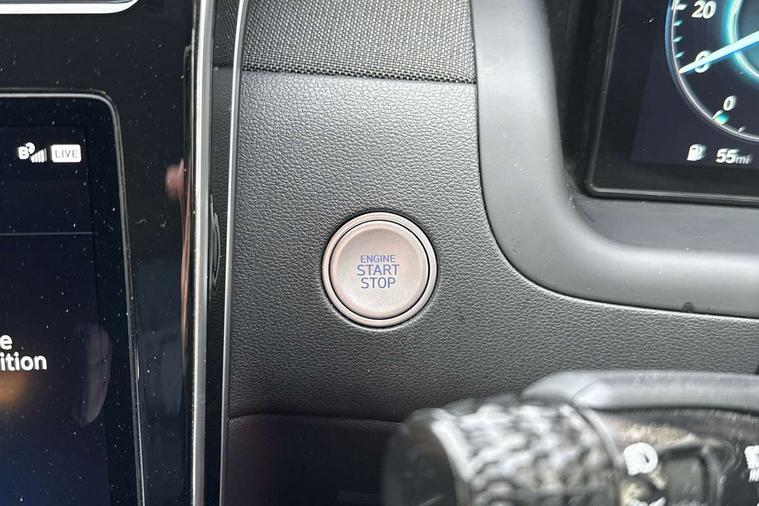 LIVE
e
ition
ENGINE
START
STOP
20
0
55mi